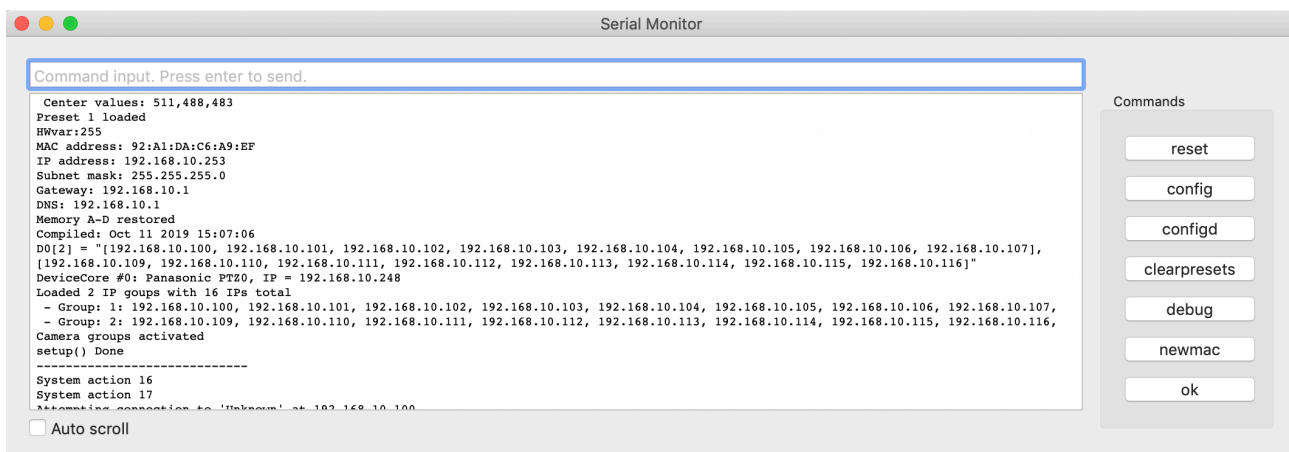 Serial Monitor
Command input. Press enter to send.
Center values: 511,488,483
Preset 1 loaded
HWvar:255
MAC address: 92:A1:DA:C6:A9:EF
IP address: 192.168.10.253
Subnet mask: 255.255.255.0
Gateway: 192.168.10.1
DNS: 192.168.10.1
Memory A-D restored
Compiled: Oct 11 2019 15:07:06
D0[2] = "[192.168.10.100, 192.168.10.101, 192.168.10.102, 192.168.10.103, 192.168.10.104, 192.168.10.105, 192.168.10.106, 192.168.10.107],
[192.168.10.109, 192.168.10.110, 192.168.10.111, 192.168.10.112, 192.168.10.113, 192.168.10.114, 192.168.10.115, 192.168.10.116]"
DeviceCore #0: Panasonic PTZ0, IP = 192.168.10.248
Loaded 2 IP goups with 16 IPs total
- Group: 1: 192.168.10.100, 192.168.10.101, 192.168.10.102, 192.168.10.103, 192.168.10.104, 192.168.10.105, 192.168.10.106, 192.168.10.107,
- Group: 2: 192.168.10.109, 192.168.10.110, 192.168.10.111, 192.168.10.112, 192.168.10.113, 192.168.10.114, 192.168.10.115, 192.168.10.116,
Camera groups activated
setup() Done
-----------------------------
System action 16
System action 17
Attempting connection to 'Unknown' at 192.168.10.100
Auto scroll
Commands
reset
config
configd
clearpresets
debug
newmac
ok